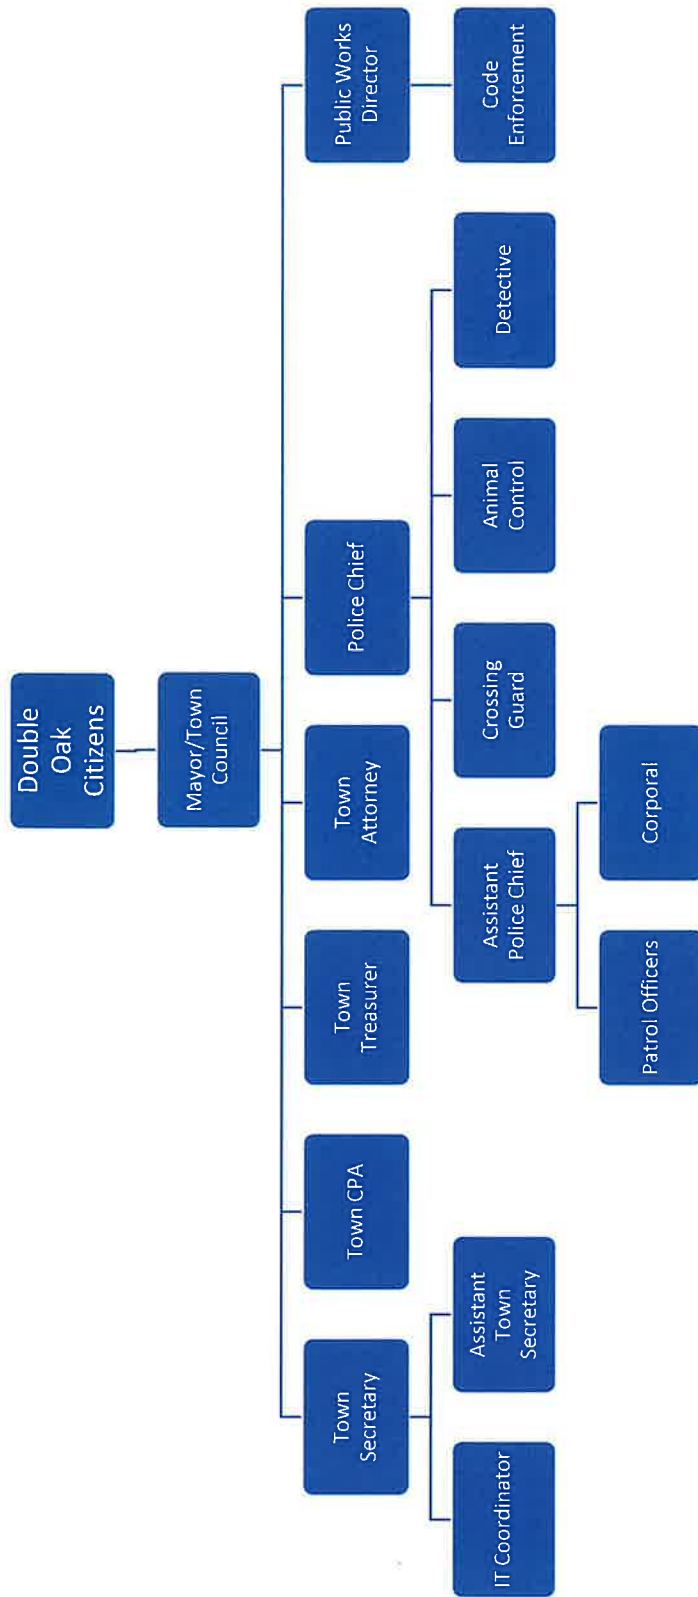 Double
Oak
Citizens
Mayor/Town
Council
Town
Secretary
Town CPA
Town
Treasurer
Town
Attorney
Police Chief
Public Works
Director
IT Coordinator
Assistant
Town
Secretary
Assistant
Police Chief
Crossing
Guard
Animal
Control
Detective
Code
Enforcement
Patrol Officers
Corporal